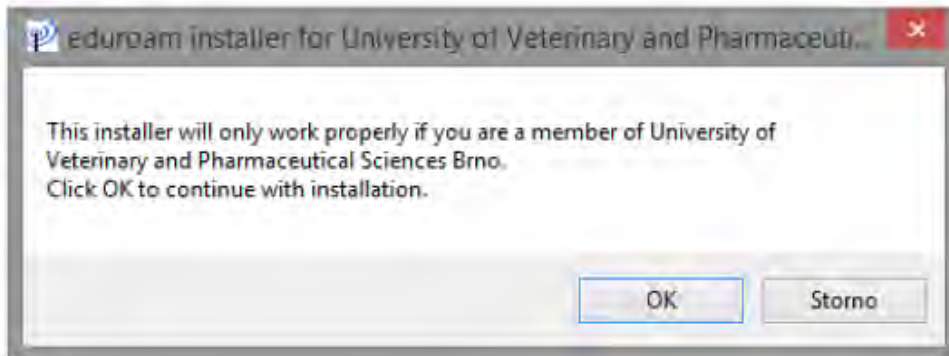 eduroam installer for University of Veterinary and Pharmaceuti...
This installer will only work properly if you are a member of University of
Veterinary and Pharmaceutical Sciences Brno.
Click OK to continue with installation.
OK Storno